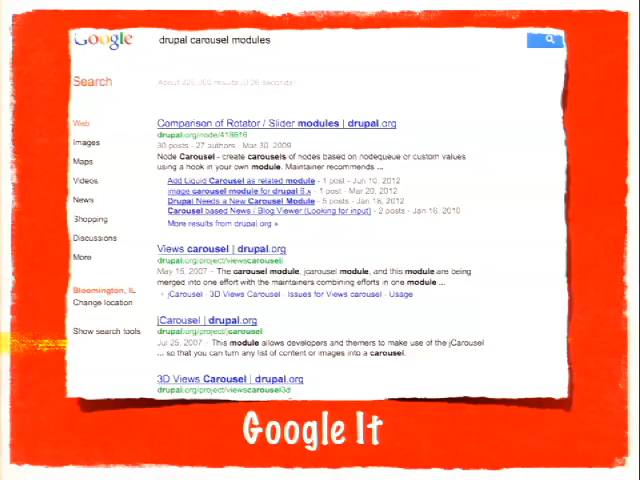 Google
drupal carousel modules
Search
About 226,000 results (0.26 seconds)
Web
Images
Maps
Videos
News
Shopping
Discussions
More
Bloomington, IL
Change location
Show search tools
Comparison of Rotator / Slider modules | drupal.org
drupal.org/node/418616
30 posts - 27 authors - Mar 30, 2009
Node Carousel - create carousels of nodes based on nodequeue or custom values
using a hook in your own module. Maintainer recommends ...
Add Liquid Carousel as related module - 1 post - Jun 10, 2012
image carousel module for drupal 6.x - 1 post - Mar 20, 2012
Drupal Needs a New Carousel Module - 5 posts - Jan 18, 2012
Carousel based News / Blog Viewer (Looking for input) - 2 posts - Jan 16, 2010
More results from drupal.org »
Views carousel | drupal.org
drupal.org/project/viewscarousel
May 15, 2007 - The carousel module, jcarousel module, and this module are being
merged into one effort with the maintainers combining efforts in one module ...
jCarousel - 3D Views Carousel - Issues for Views carousel - Usage
jCarousel | drupal.org
drupal.org/project/jcarousel
Jul 25, 2007 - This module allows developers and themers to make use of the jCarousel
... so that you can turn any list of content or images into a carousel.
3D Views Carousel | drupal.org
drupal.org/project/viewscarousel3d
Google It